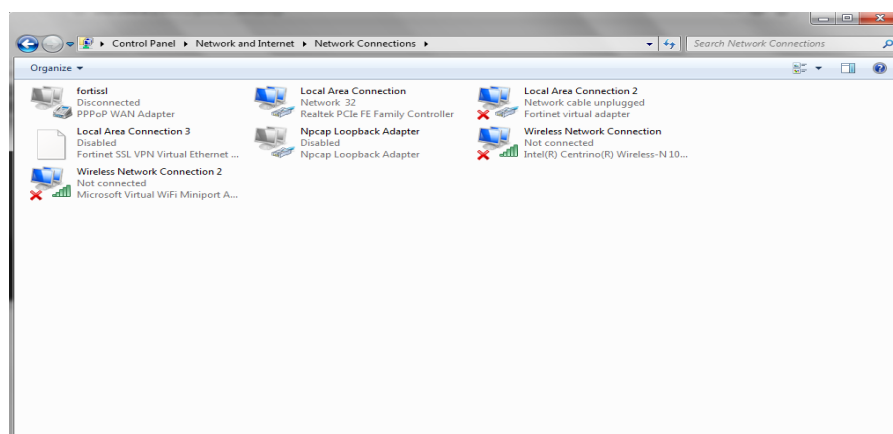 Control Panel Network and Internet Network Connections
Search Network Connections
Organize
fortissl
Disconnected
PPPoP WAN Adapter
Local Area Connection
Network 32
Realtek PCIe FE Family Controller
Local Area Connection 2
Network cable unplugged
Fortinet virtual adapter
Local Area Connection 3
Disabled
Fortinet SSL VPN Virtual Ethernet ...
Npcap Loopback Adapter
Disabled
Npcap Loopback Adapter
Wireless Network Connection
Not connected
Intel(R) Centrino(R) Wireless-N 10...
Wireless Network Connection 2
Not connected
Microsoft Virtual WiFi Miniport A...